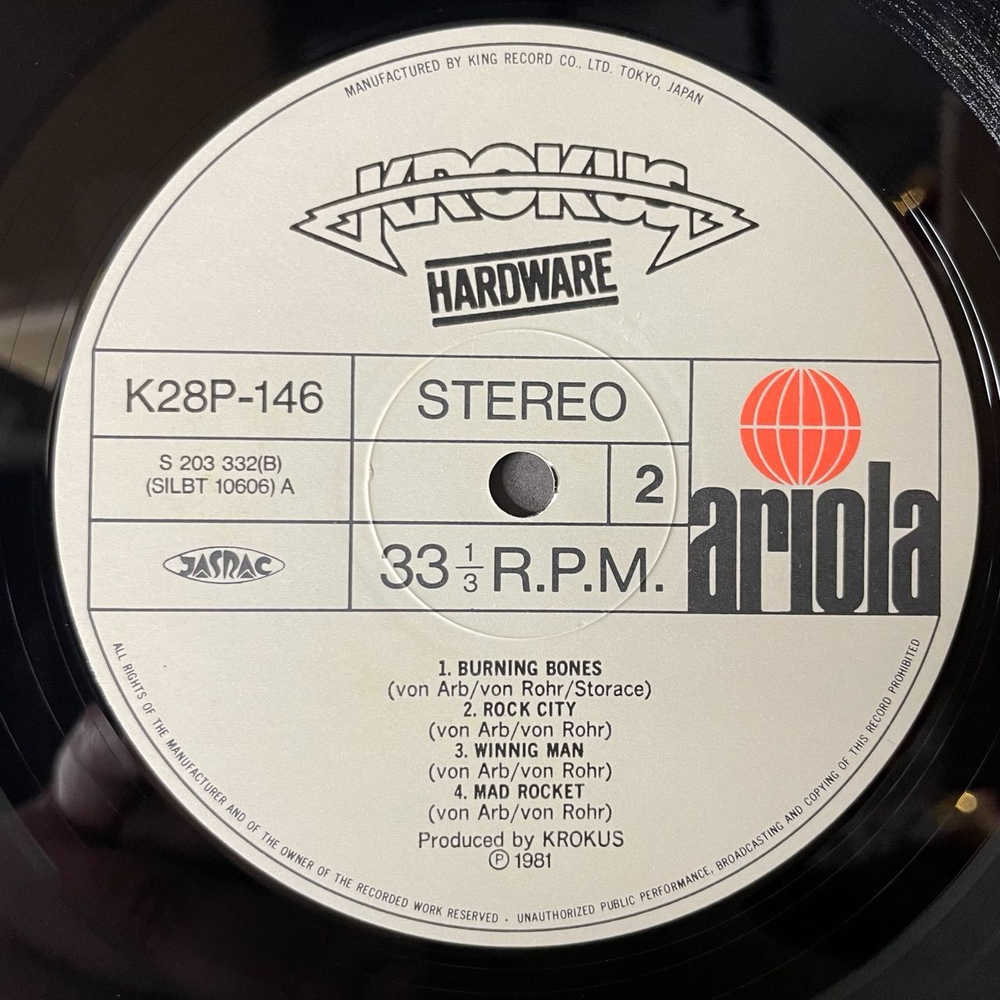 MANUFACTURED BY KING RECORD CO., LTD. TOKYO, JAPAN
KROKUS
HARDWARE
K28P-146
STEREO
S 203 332(B)
(SILBT 10606) A
2
ariola
JASRAC
33 1/3 R.P.M.
1. BURNING BONES
(von Arb/von Rohr/Storace)
2. ROCK CITY
(von Arb/von Rohr)
3. WINNIG MAN
(von Arb/von Rohr)
4. MAD ROCKET
(von Arb/von Rohr)
Produced by KROKUS
Ⓟ 1981
ALL RIGHTS OF THE MANUFACTURER AND OF THE OWNER OF THE RECORDED WORK RESERVED . UNAUTHORIZED PUBLIC PERFORMANCE, BROADCASTING AND COPYING OF THIS RECORD PROHIBITED